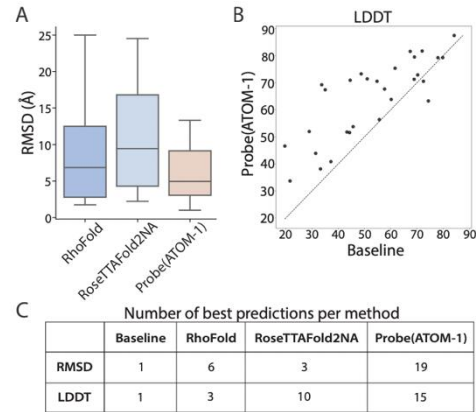 A
RMSD (Å)
25
20
15
10
5
0
RhoFold
RoseTTAFold2NA
Probe(ATOM-1)
B
LDDT
Probe(ATOM-1)
90
80
70
60
50
40
30
20
20 30 40 50 60 70 80 90
Baseline
C Number of best predictions per method
Baseline RhoFold RoseTTAFold2NA Probe(ATOM-1)
RMSD 1 6 3 19
LDDT 1 3 10 15